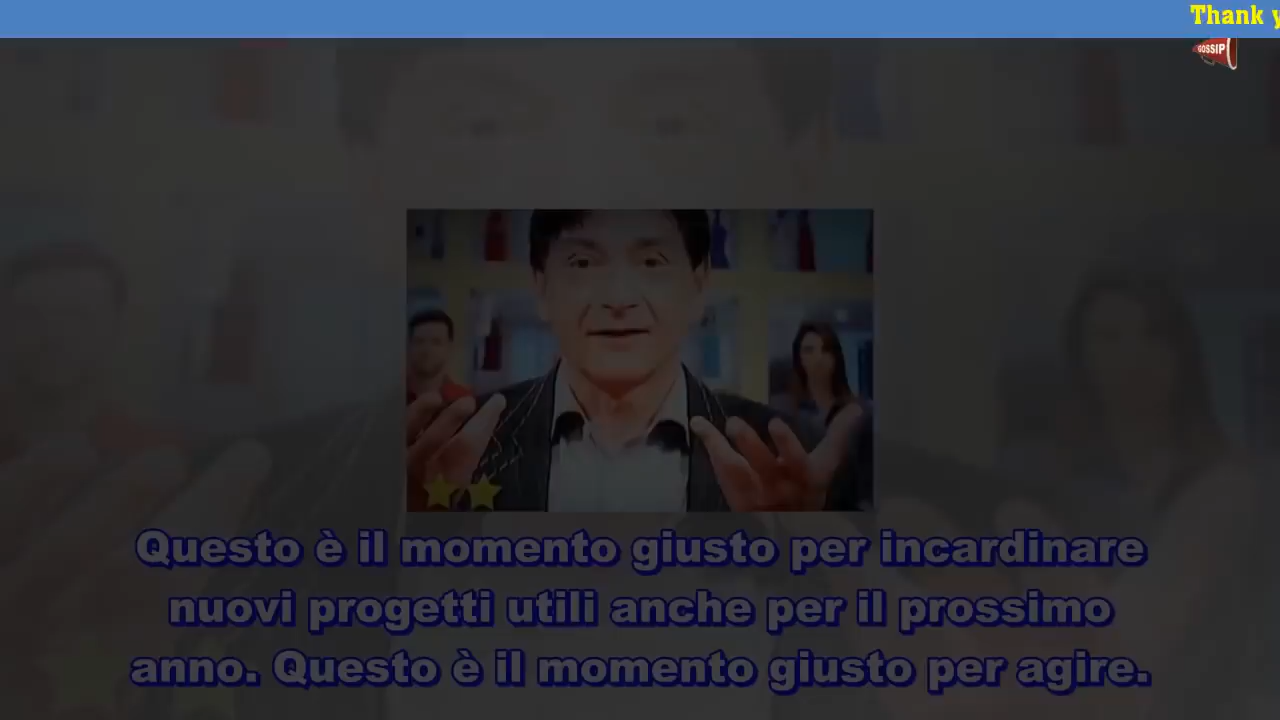 Thank y
GOSSIP
Questo è il momento giusto per incardinare
nuovi progetti utili anche per il prossimo
anno. Questo è il momento giusto per agire.